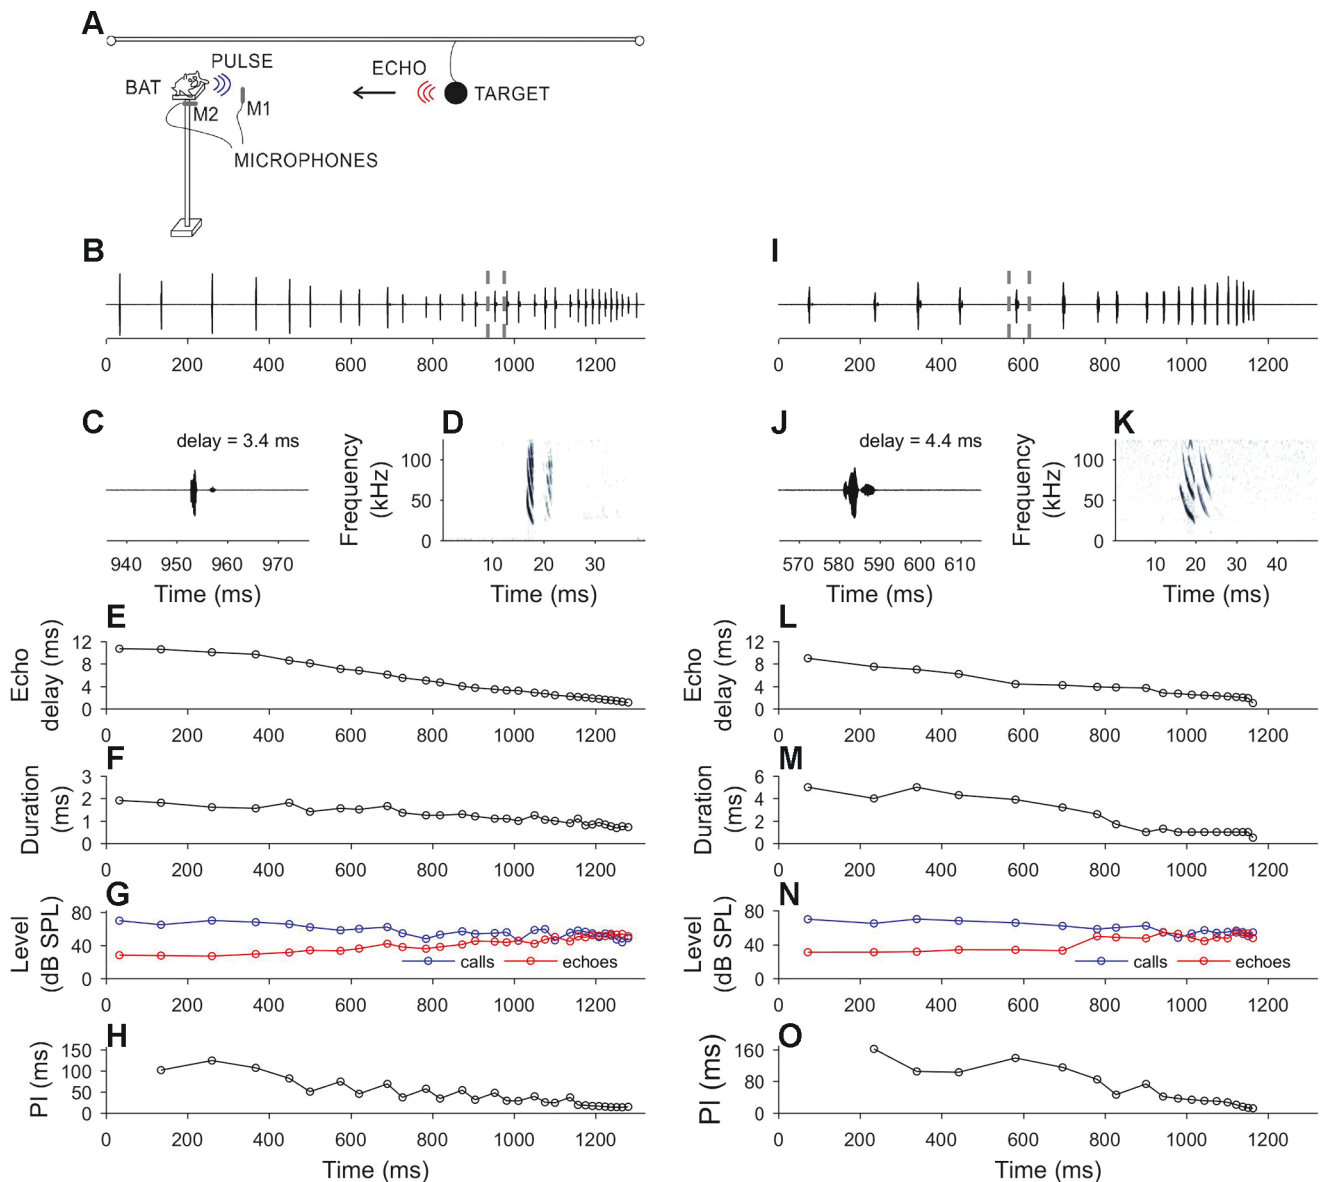 A
PULSE
ECHO
BAT
TARGET
M2
M1
MICROPHONES
B
0 200 400 600 800 1000 1200
I
0 200 400 600 800 1000 1200
C
delay = 3.4 ms
940 950 960 970
Time (ms)
D
Frequency
(kHz)
100
50
0
10 20 30
Time (ms)
J
delay = 4.4 ms
570 580 590 600 610
Time (ms)
K
Frequency
(kHz)
100
50
0
10 20 30 40
Time (ms)
E
Echo
delay (ms)
12
8
4
0
0 200 400 600 800 1000 1200
L
Echo
delay (ms)
12
8
4
0
0 200 400 600 800 1000 1200
F
Duration
(ms)
3
2
1
0
0 200 400 600 800 1000 1200
M
Duration
(ms)
6
4
2
0
0 200 400 600 800 1000 1200
G
Level
(dB SPL)
80
40
0
calls echoes
0 200 400 600 800 1000 1200
N
Level
(dB SPL)
80
40
0
calls echoes
0 200 400 600 800 1000 1200
H
PI (ms)
150
100
50
0
0 200 400 600 800 1000 1200
Time (ms)
O
PI (ms)
160
80
0
0 200 400 600 800 1000 1200
Time (ms)